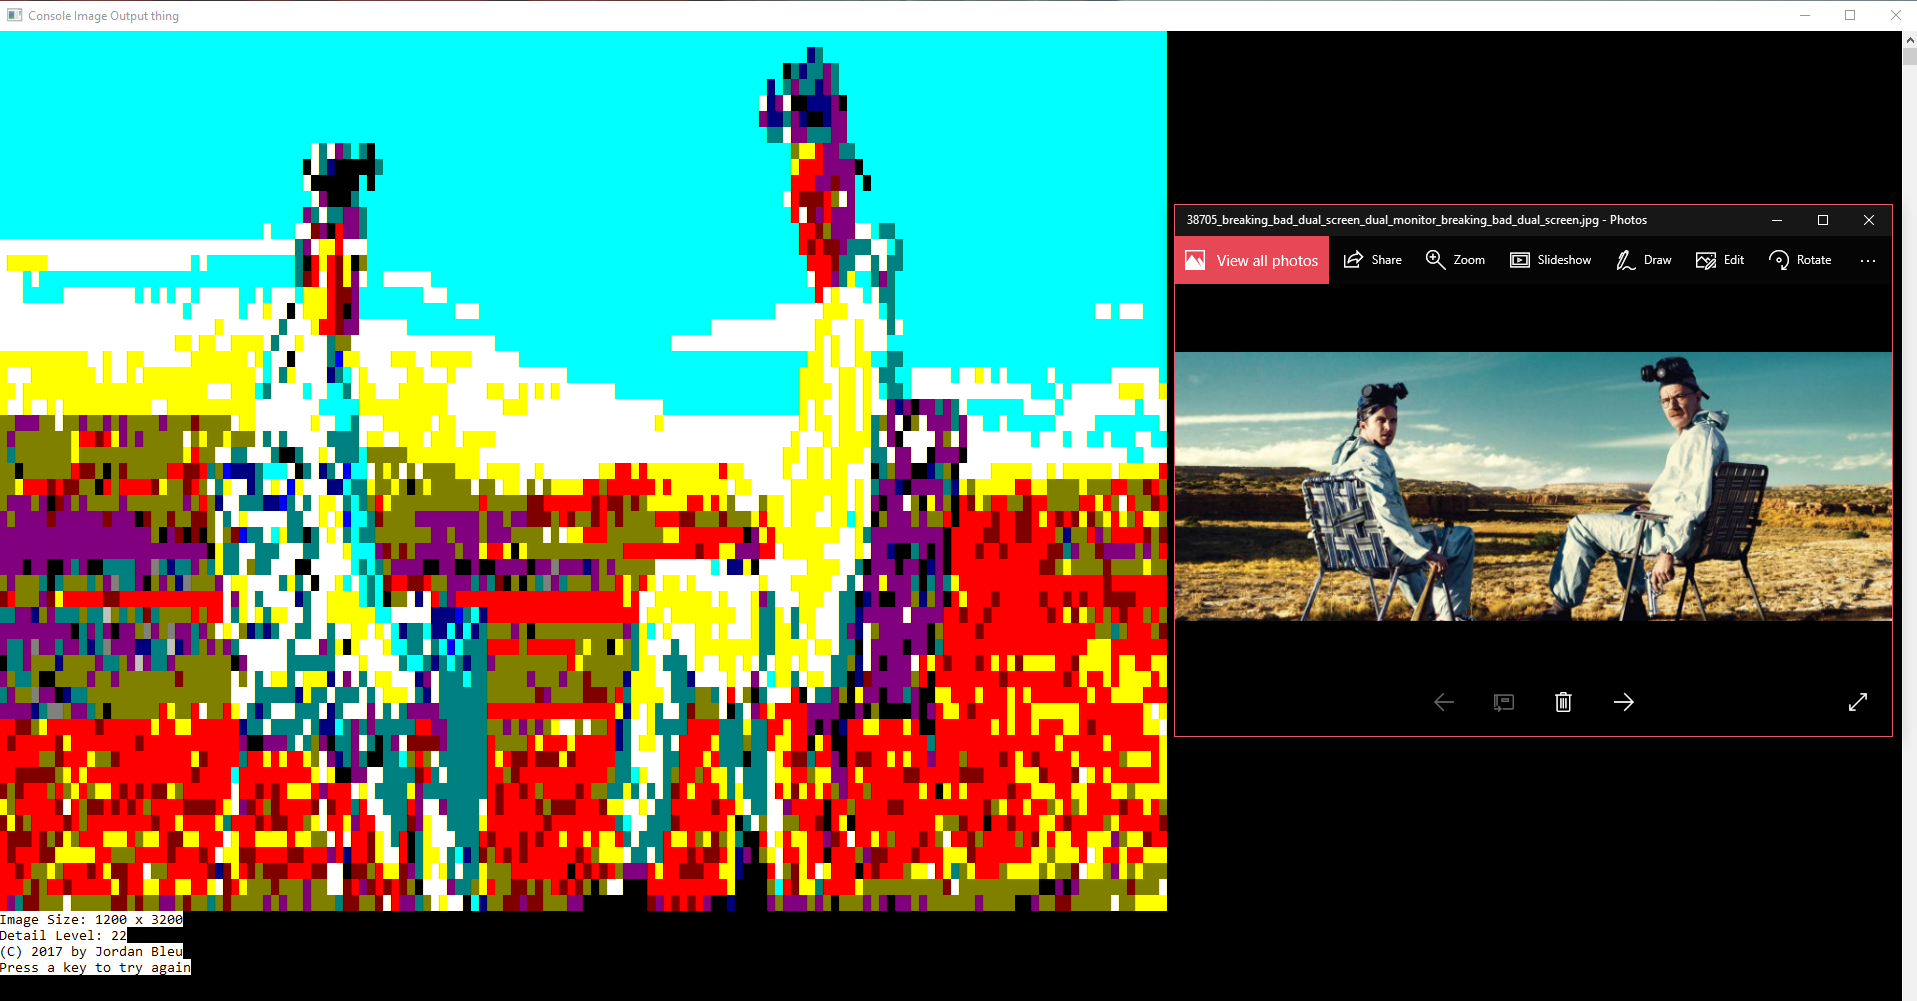 Console Image Output thing
38705_breaking_bad_dual_screen_dual_monitor_breaking_bad_dual_screen.jpg - Photos
View all photos
Share
Zoom
Slideshow
Draw
Edit
Rotate
Image Size: 1200 x 3200
Detail Level: 22
(C) 2017 by Jordan Bleu
Press a key to try again